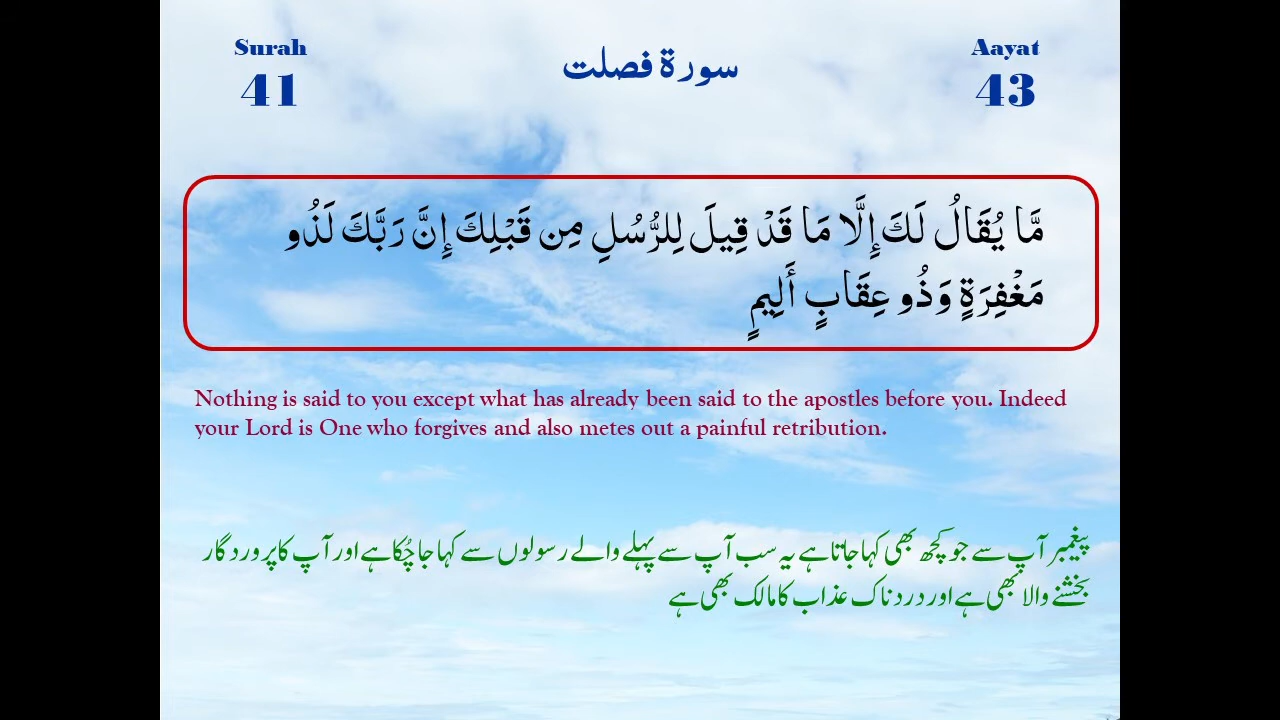 Surah
41
سورة فصلت
Aayat
43
مَّا يُقَالُ لَكَ إِلَّا مَا قَدْ قِيلَ لِلرُّسُلِ مِن قَبْلِكَ إِنَّ رَبَّكَ لَذُو
مَغْفِرَةٍ وَذُو عِقَابٍ أَلِيمٍ
Nothing is said to you except what has already been said to the apostles before you. Indeed
your Lord is One who forgives and also metes out a painful retribution.
پیغمبر آپ سے جو کچھ بھی کہا جاتا ہے یہ سب آپ سے پہلے والے رسولوں سے کہا جاچُکا ہے اور آپ کا پروردگار
بخشنے والا بھی ہے اور دردناک عذاب کا مالک بھی ہے